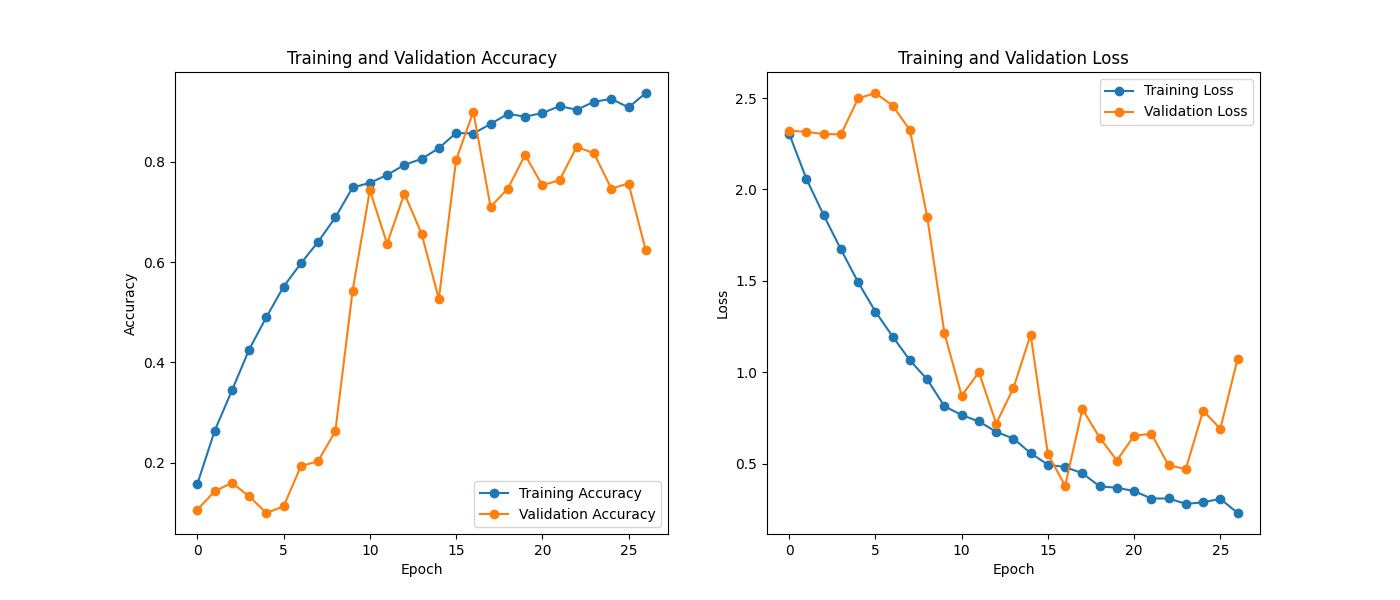 Training and Validation Accuracy
Accuracy
0.8
0.6
0.4
0.2
Training Accuracy
Validation Accuracy
0 5 10 15 20 25
Epoch
Training and Validation Loss
Loss
Training Loss
Validation Loss
2.5
2.0
1.5
1.0
0.5
0 5 10 15 20 25
Epoch